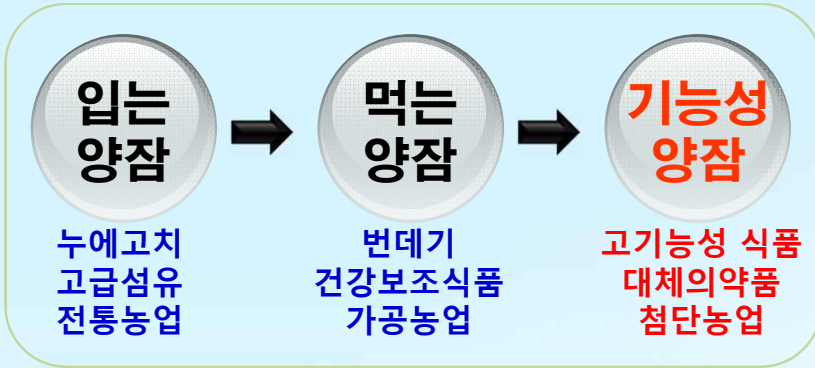 입는
양잠
먹는
양잠
기능성
양잠
누에고치
고급섬유
전통농업
번데기
건강보조식품
가공농업
고기능성 식품
대체의약품
첨단농업